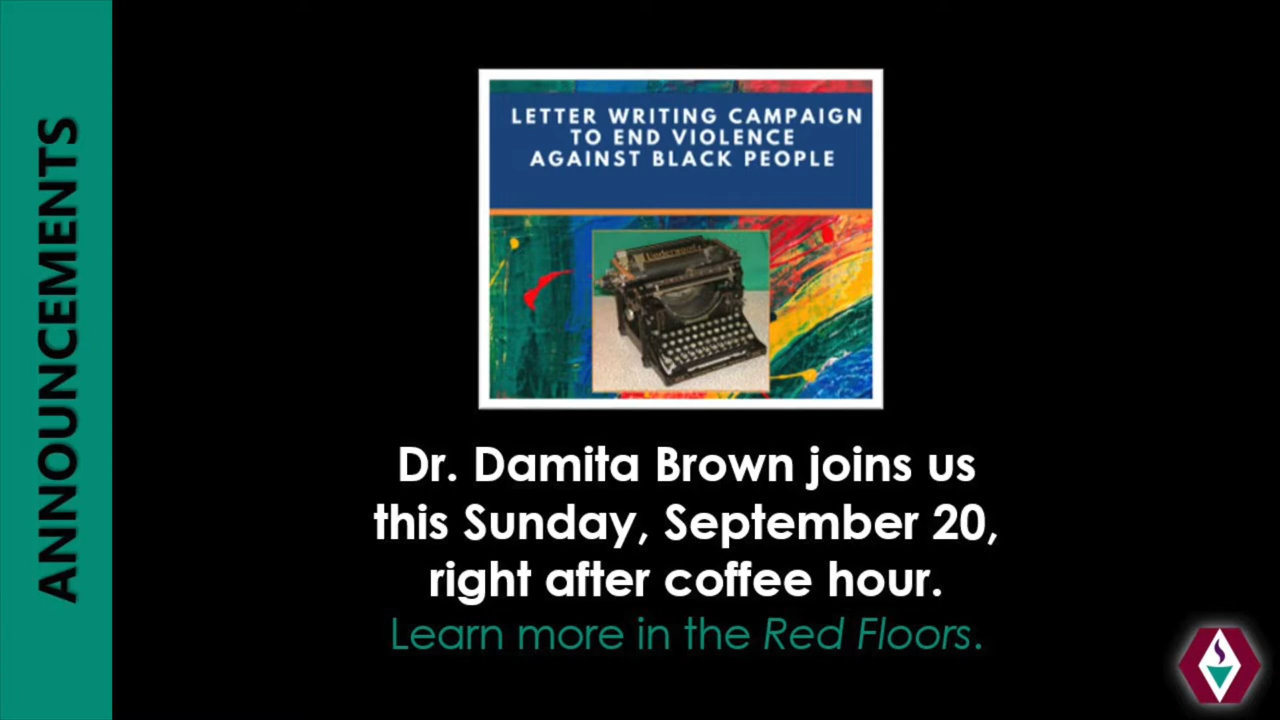 ANNOUNCEMENTS
LETTER WRITING CAMPAIGN
TO END VIOLENCE
AGAINST BLACK PEOPLE
Underwood
Dr. Damita Brown joins us
this Sunday, September 20,
right after coffee hour.
Learn more in the Red Floors.